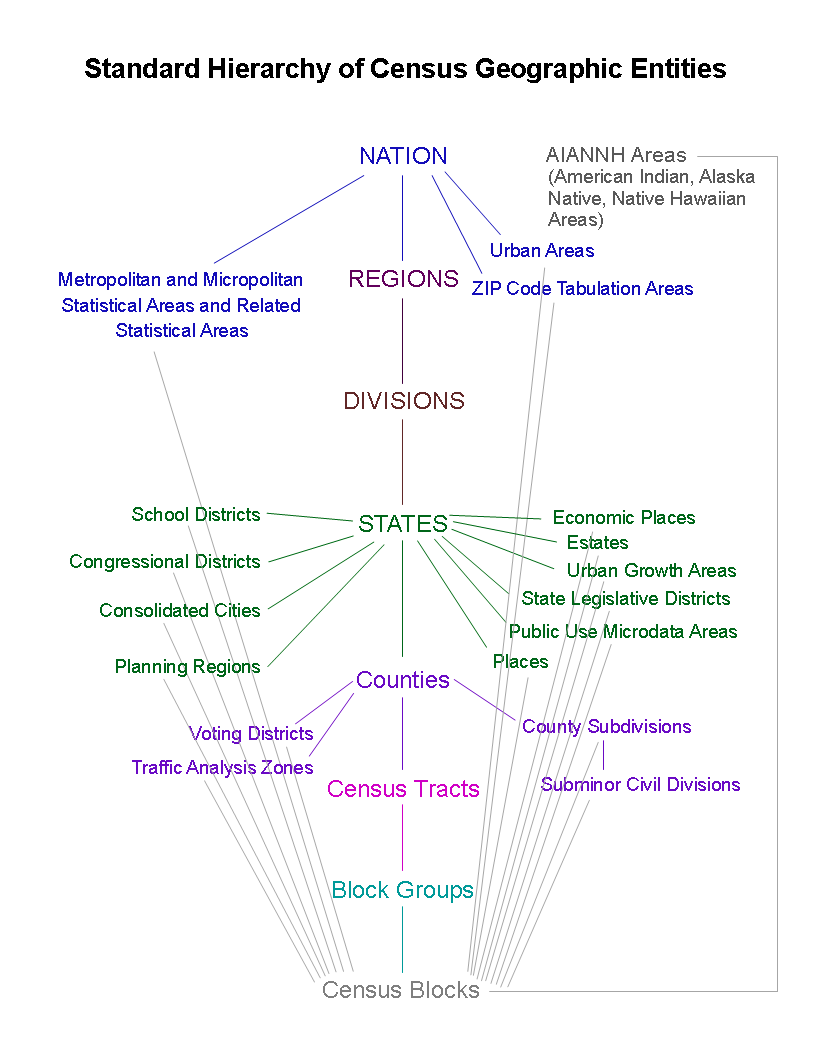 Standard Hierarchy of Census Geographic Entities
NATION
AIANNH Areas
(American Indian, Alaska
Native, Native Hawaiian
Areas)
Urban Areas
Metropolitan and Micropolitan
Statistical Areas and Related
Statistical Areas
REGIONS
ZIP Code Tabulation Areas
DIVISIONS
School Districts
STATES
Economic Places
Estates
Congressional Districts
Urban Growth Areas
State Legislative Districts
Consolidated Cities
Public Use Microdata Areas
Places
Planning Regions
Counties
Voting Districts
County Subdivisions
Traffic Analysis Zones
Census Tracts
Subminor Civil Divisions
Block Groups
Census Blocks